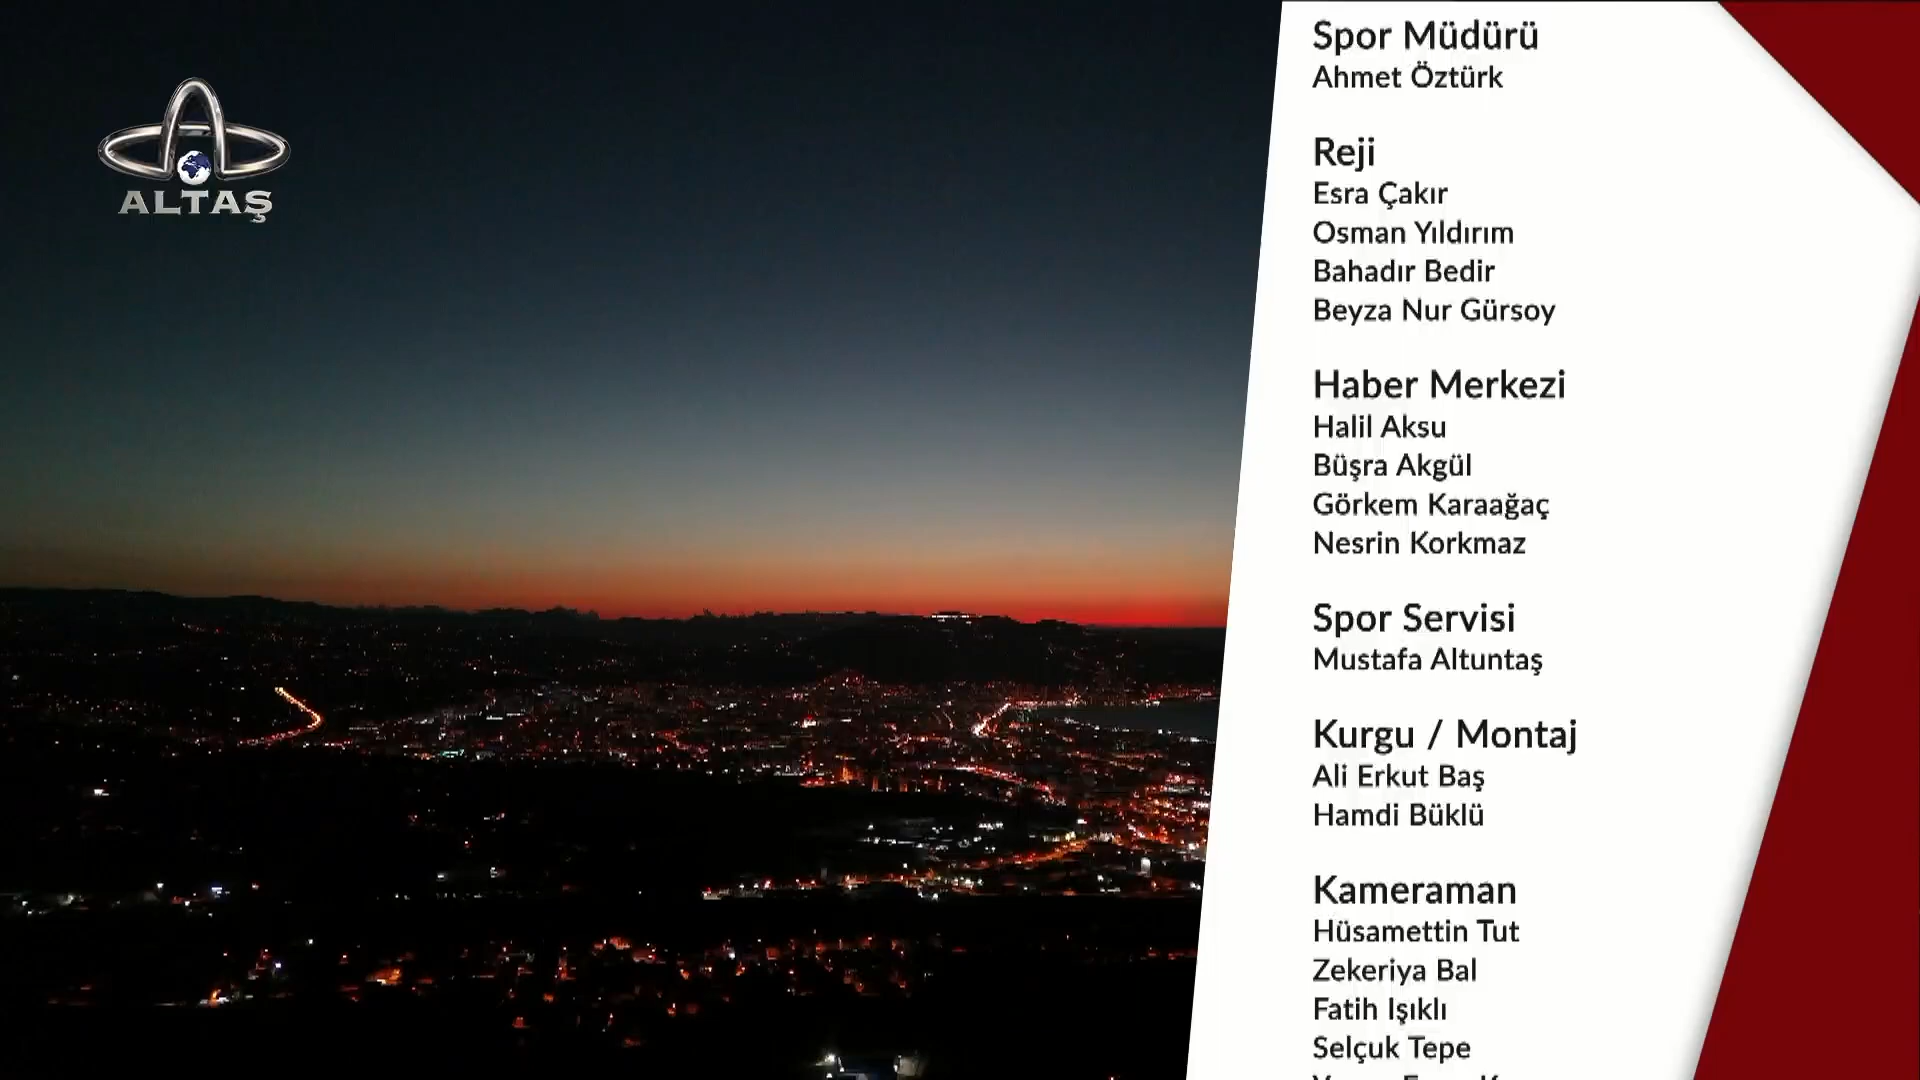 ALTAŞ
Spor Müdürü
Ahmet Öztürk
Reji
Esra Çakır
Osman Yıldırım
Bahadır Bedir
Beyza Nur Gürsoy
Haber Merkezi
Halil Aksu
Büşra Akgül
Görkem Karaağaç
Nesrin Korkmaz
Spor Servisi
Mustafa Altuntaş
Kurgu / Montaj
Ali Erkut Baş
Hamdi Büklü
Kameraman
Hüsamettin Tut
Zekeriya Bal
Fatih Işıklı
Selçuk Tepe